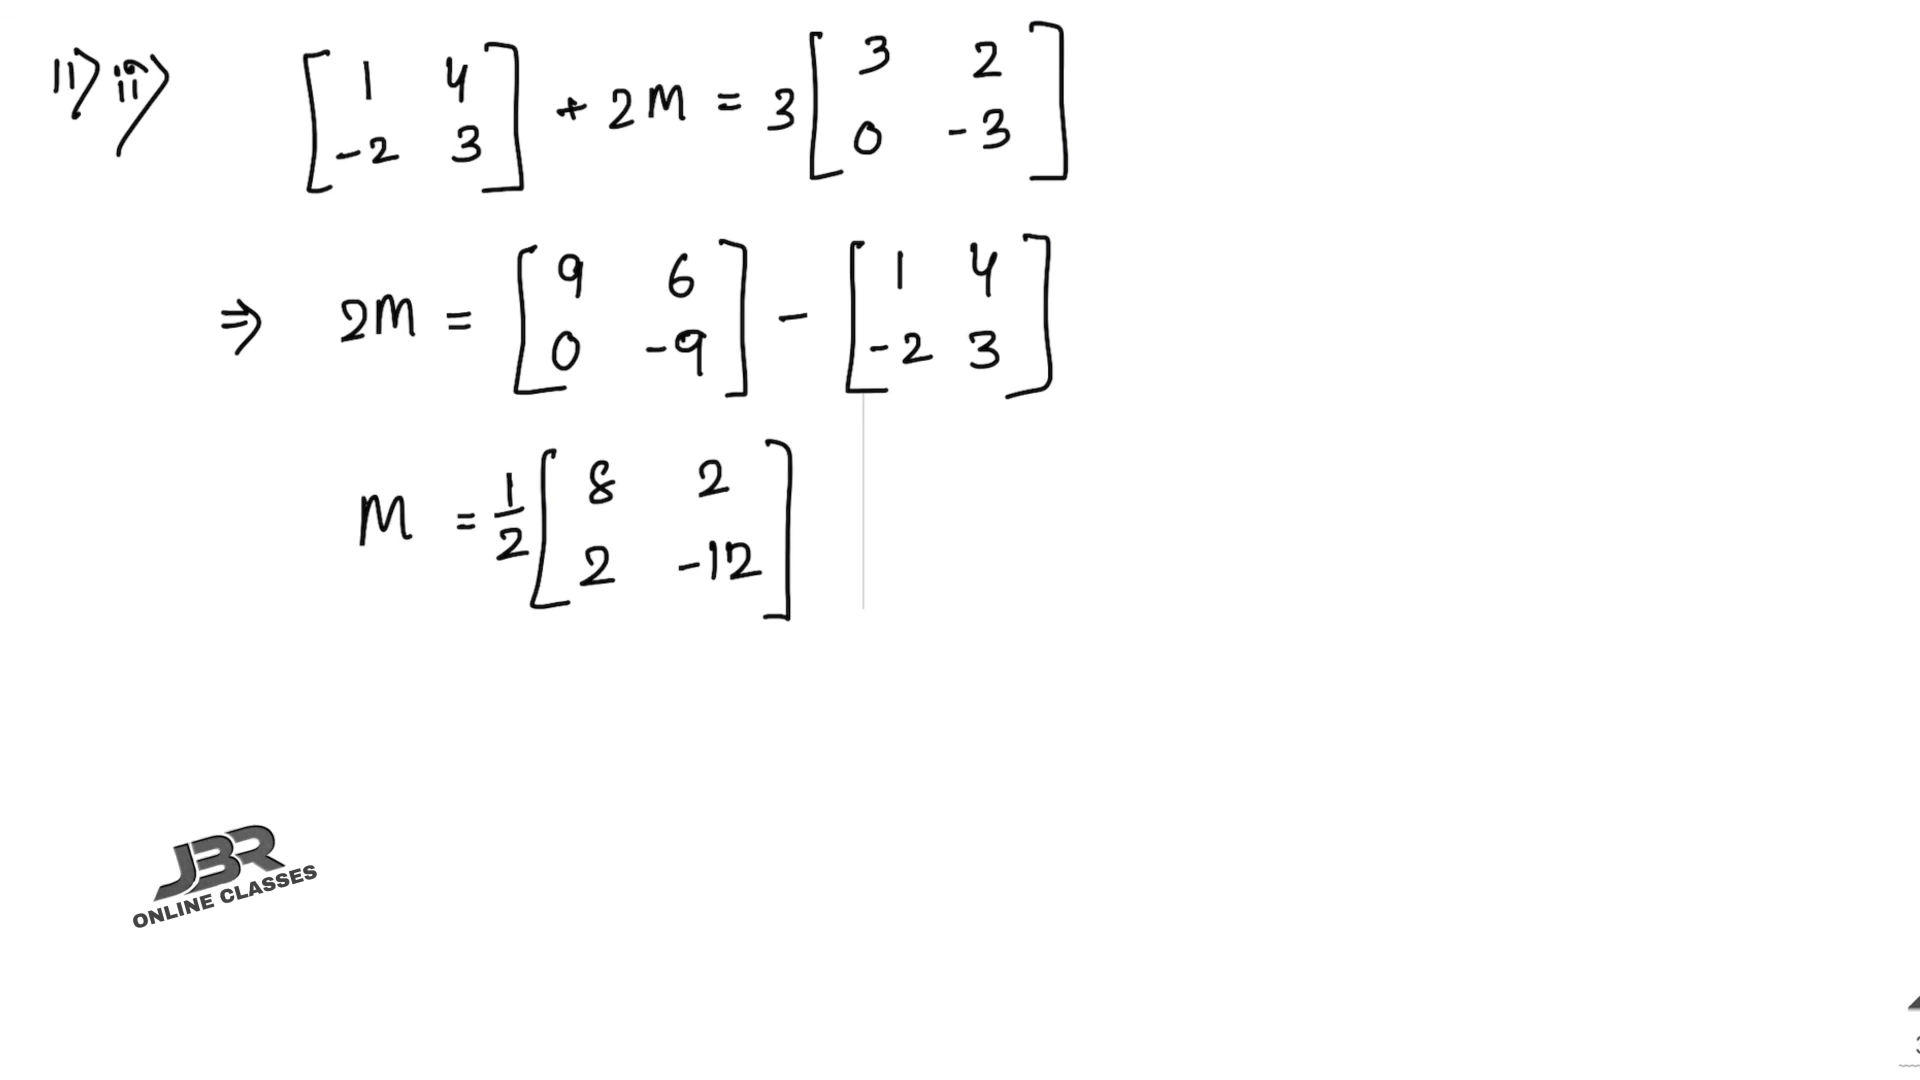 11) ii) [1 4 -2 3] + 2M = 3 [3 2 0 -3]
⇒ 2M = [9 6 0 -9] - [1 4 -2 3]
M = 1/2 [8 2 2 -12]
JBR
ONLINE CLASSES